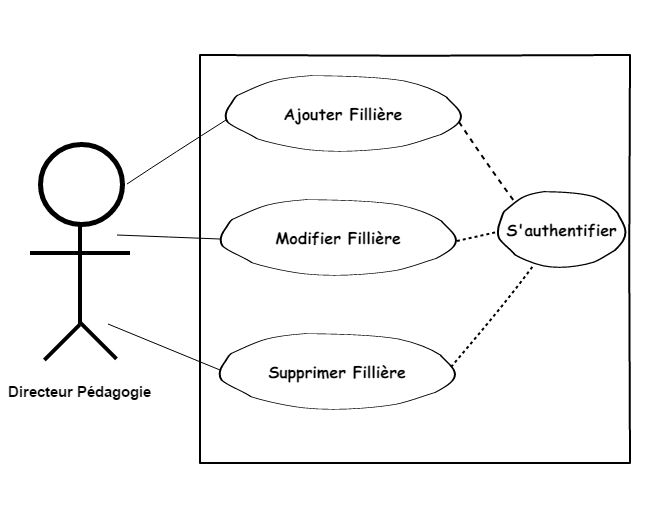 Ajouter Fillière
Modifier Fillière
S'authentifier
Supprimer Fillière
Directeur Pédagogie